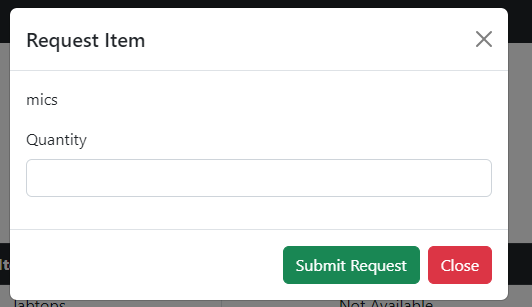 Request Item
mics
Quantity
Submit Request Close
Not Available